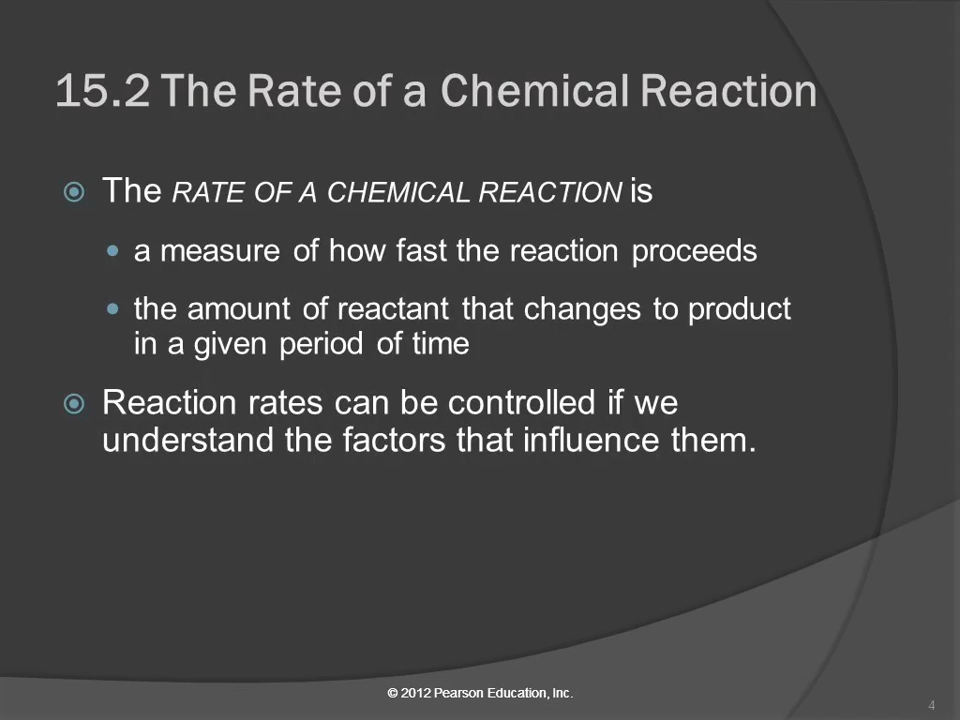 15.2 The Rate of a Chemical Reaction
The RATE OF A CHEMICAL REACTION is
a measure of how fast the reaction proceeds
the amount of reactant that changes to product
in a given period of time
Reaction rates can be controlled if we
understand the factors that influence them.
© 2012 Pearson Education, Inc.
4